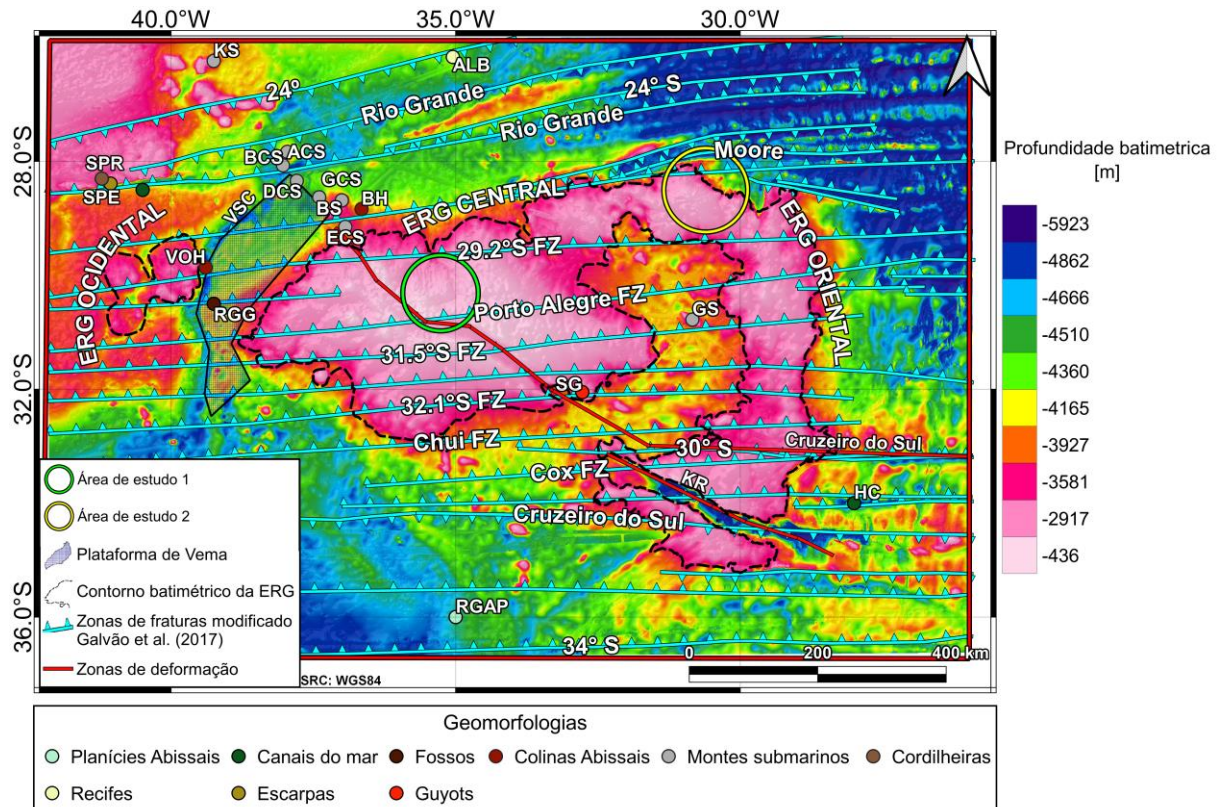 40.0°W 35.0°W 30.0°W
KS
ALB
24º
Rio Grande
24° S
Rio Grande
28.0°S
Moore
BCS ACS
SPR
SPE
DCS
GCS
BS
BH
VSC
ECS
ERG CENTRAL
ERG OCIDENTAL
ERG ORIENTAL
29.2°S FZ
VOH
RGG
Porto Alegre FZ
GS
31.5°S FZ
32.0°S
SG
32.1°S FZ
Chui FZ
30° S
Cruzeiro do Sul
Cox FZ
KR
HC
Cruzeiro do Sul
36.0°S
RGAP
34° S
0 200 400 km
SRC: WGS84
Área de estudo 1
Área de estudo 2
Plataforma de Vema
Contorno batimétrico da ERG
Zonas de fraturas modificado
Galvão et al. (2017)
Zonas de deformação
Profundidade batimetrica
[m]
-5923
-4862
-4666
-4510
-4360
-4165
-3927
-3581
-2917
-436
Geomorfologias
Planícies Abissais Canais do mar Fossos Colinas Abissais Montes submarinos Cordilheiras
Recifes Escarpas Guyots